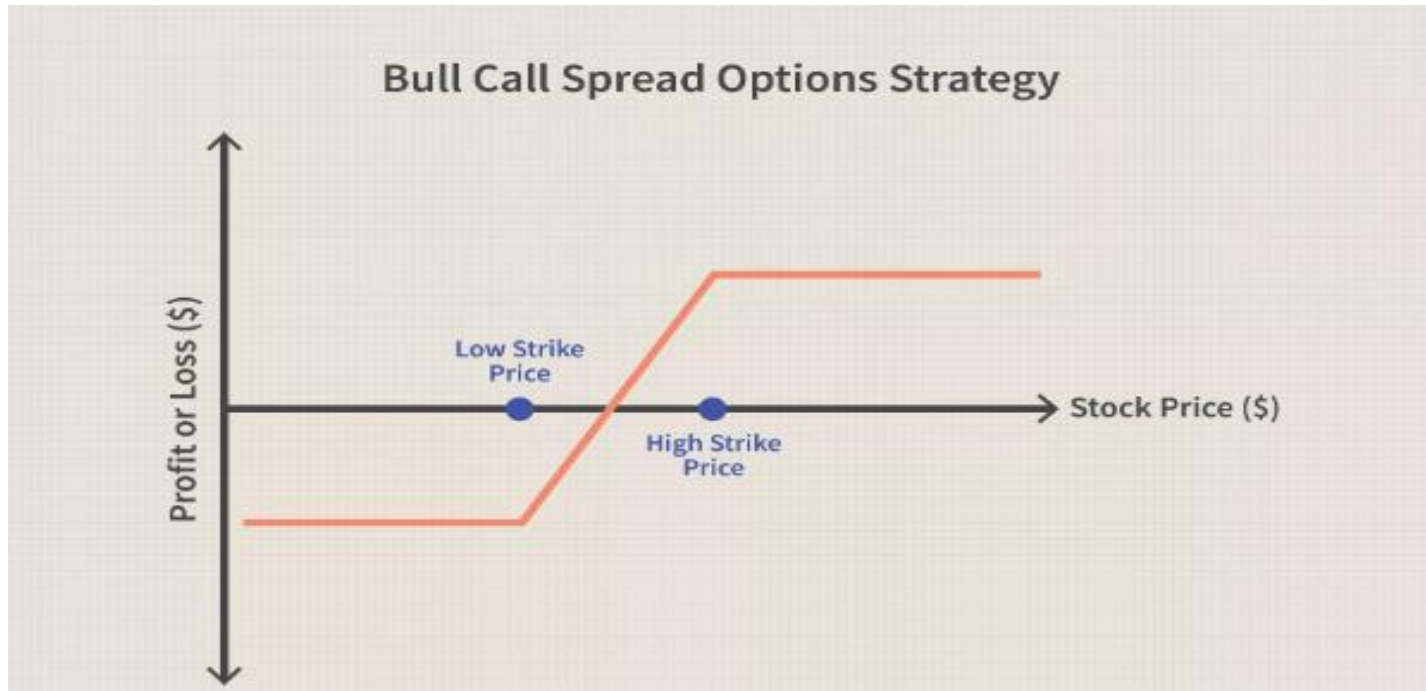 Bull Call Spread Options Strategy
Profit or Loss ($)
Low Strike
Price
High Strike
Price
Stock Price ($)